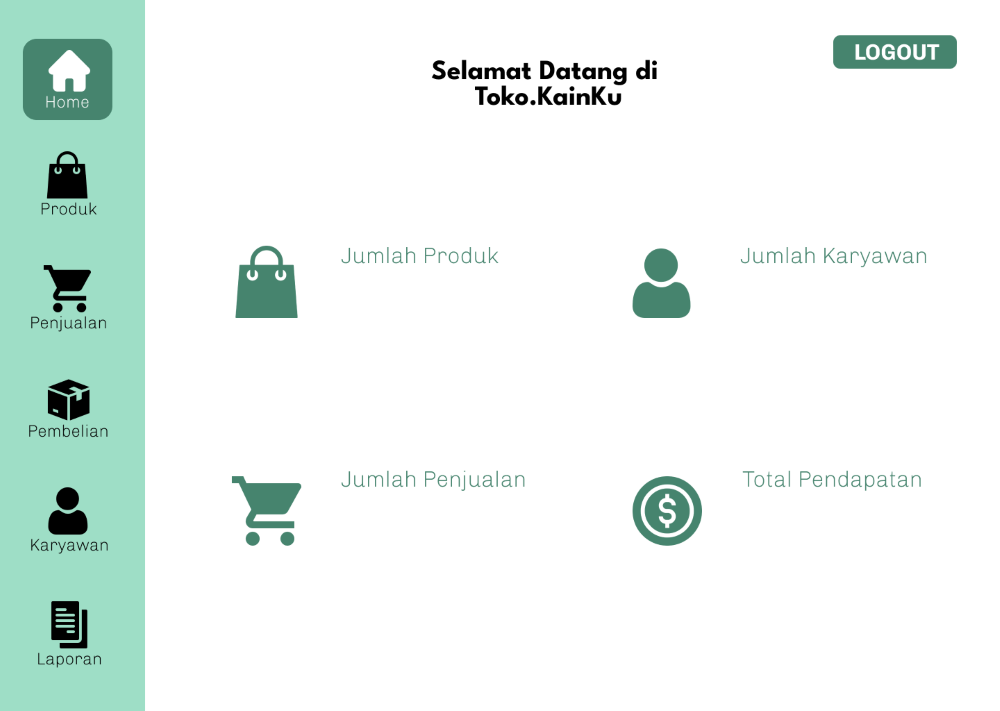 Home
Produk
Penjualan
Pembelian
Karyawan
Laporan
Selamat Datang di
Toko.KainKu
LOGOUT
Jumlah Produk
Jumlah Karyawan
Jumlah Penjualan
Total Pendapatan
$